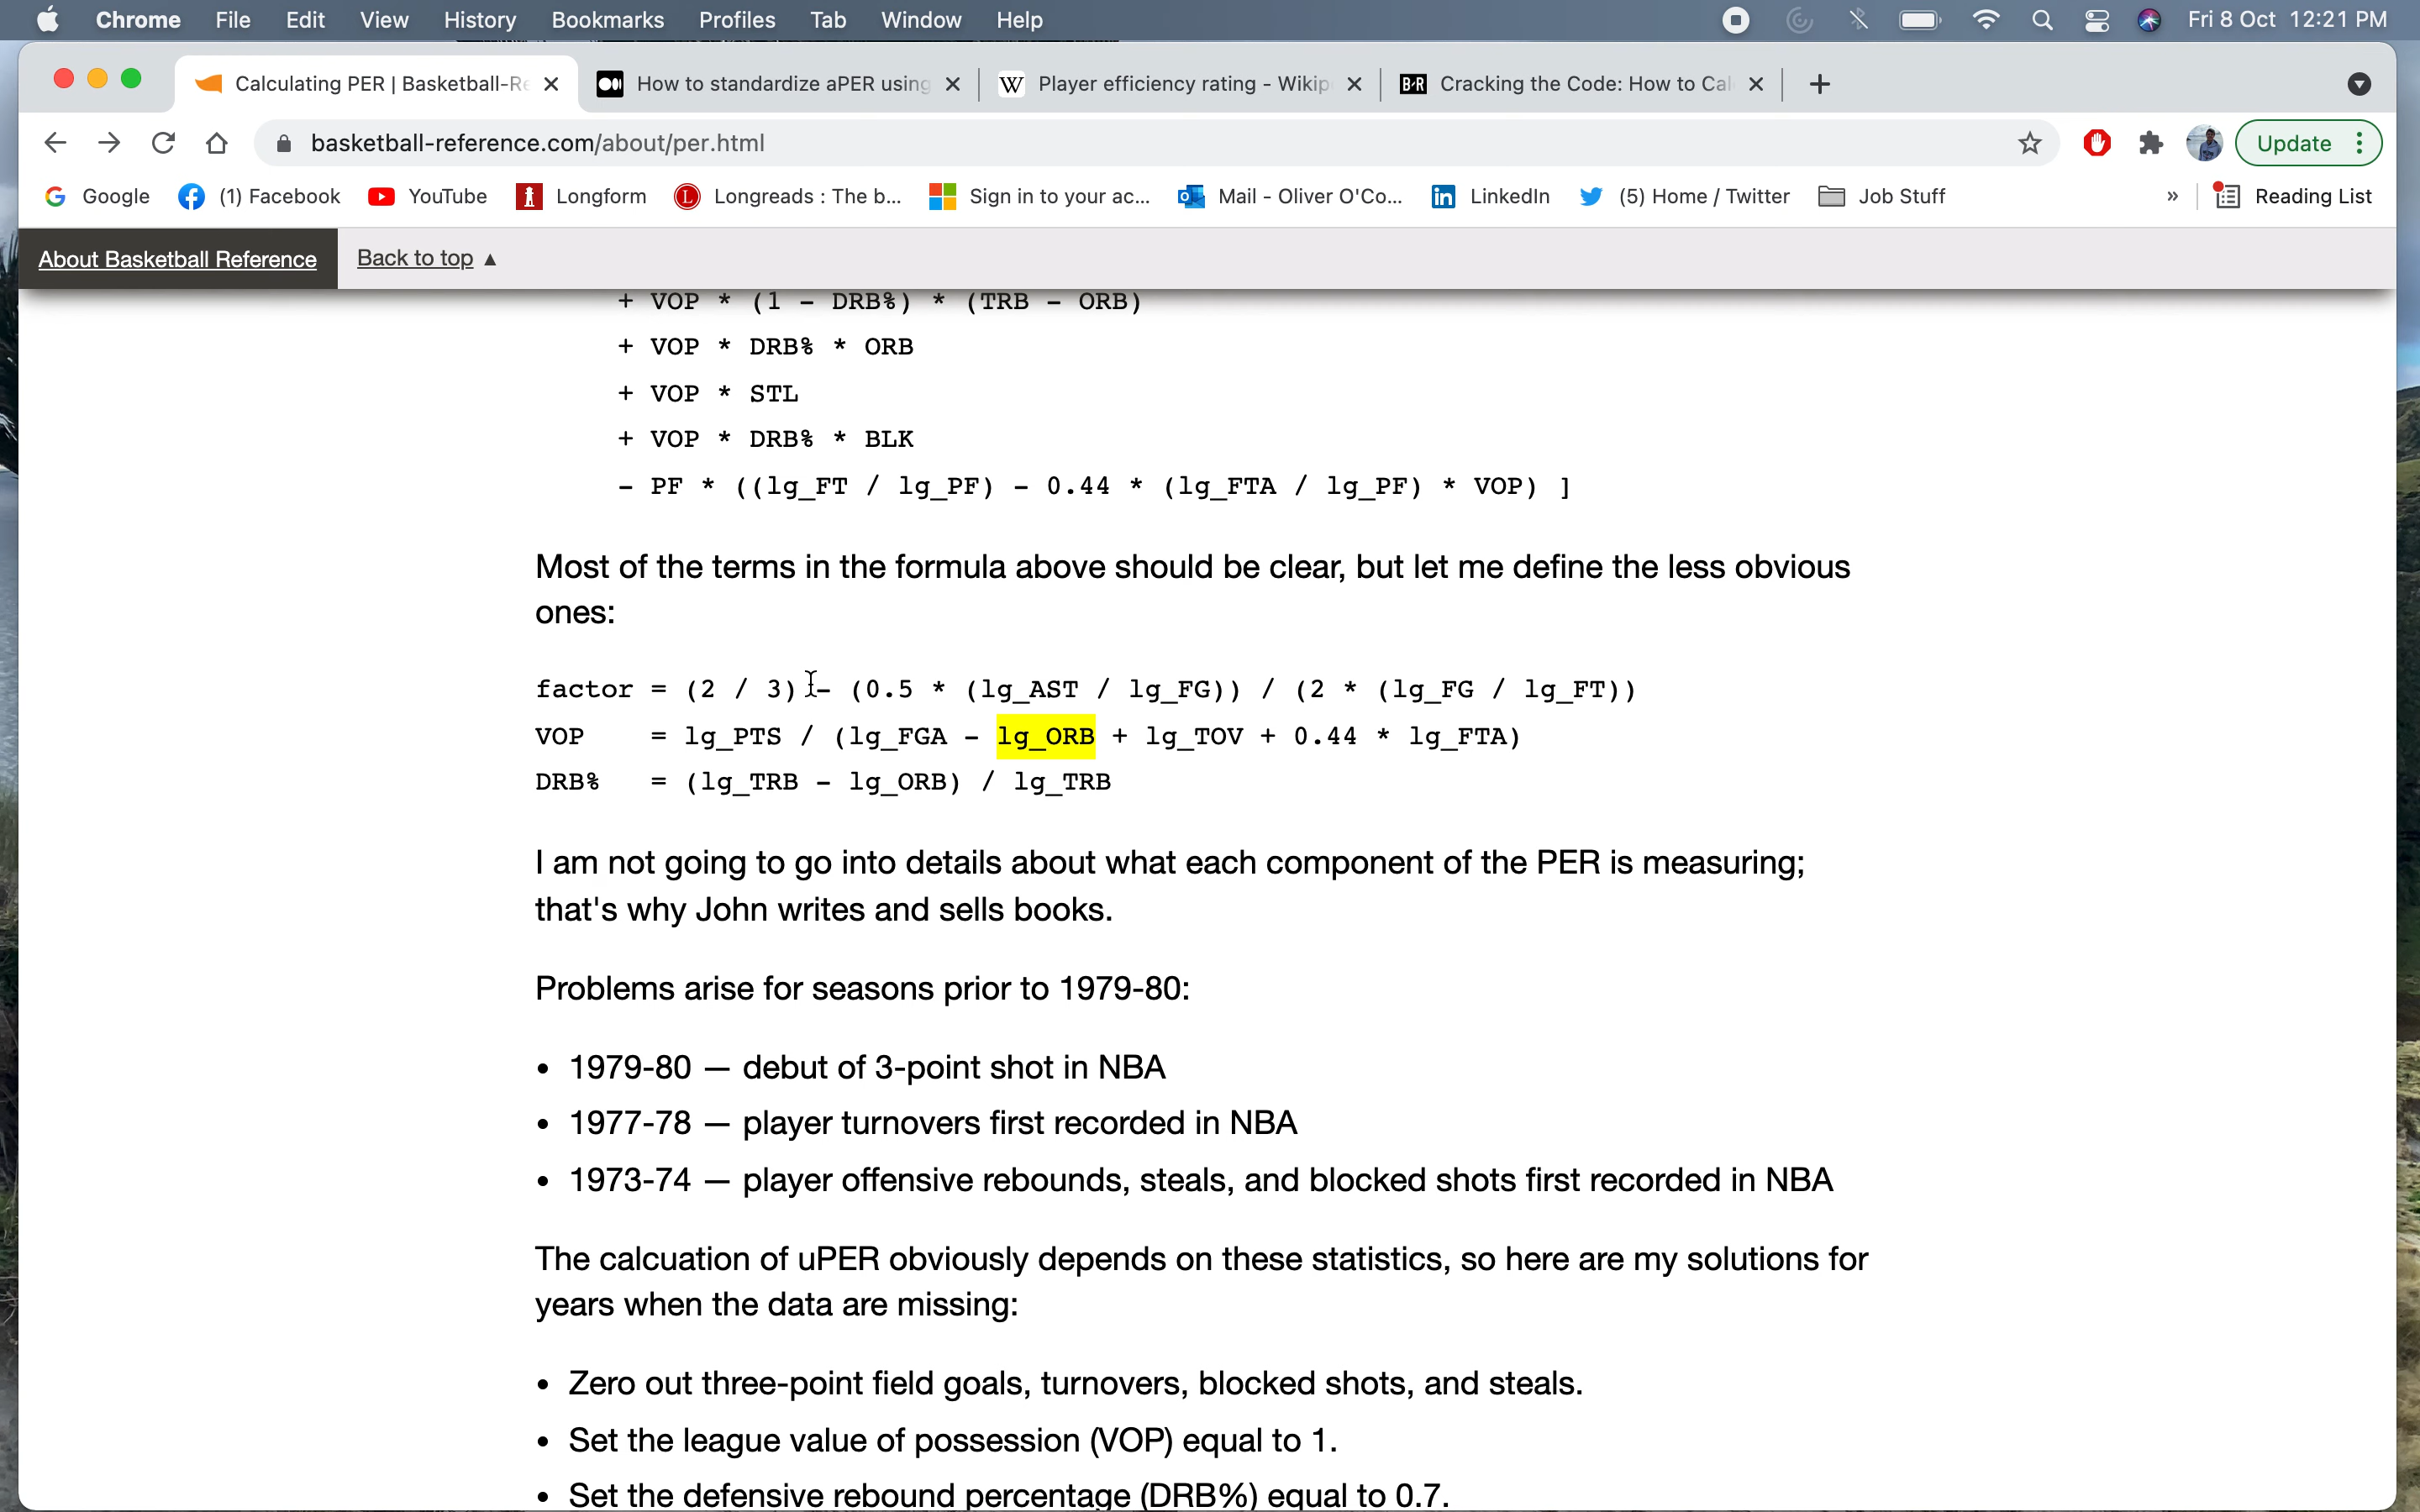 Chrome File Edit View History Bookmarks Profiles Tab Window Help Fri 8 Oct 12:21 PM
Calculating PER | Basketball-Re How to standardize aPER using Player efficiency rating - Wikip Cracking the Code: How to Cal
basketball-reference.com/about/per.html Update
Google (1) Facebook YouTube Longform Longreads : The b... Sign in to your ac... Mail - Oliver O'Co... LinkedIn (5) Home / Twitter Job Stuff » Reading List
About Basketball Reference Back to top ▲
+ VOP * (1 - DRB%) * (TRB - ORB)
+ VOP * DRB% * ORB
+ VOP * STL
+ VOP * DRB% * BLK
- PF * ((lg_FT / lg_PF) - 0.44 * (lg_FTA / lg_PF) * VOP) ]
Most of the terms in the formula above should be clear, but let me define the less obvious
ones:
factor = (2 / 3) - (0.5 * (lg_AST / lg_FG)) / (2 * (lg_FG / lg_FT))
VOP = lg_PTS / (lg_FGA - lg_ORB + lg_TOV + 0.44 * lg_FTA)
DRB% = (lg_TRB - lg_ORB) / lg_TRB
I am not going to go into details about what each component of the PER is measuring;
that's why John writes and sells books.
Problems arise for seasons prior to 1979-80:
• 1979-80 — debut of 3-point shot in NBA
• 1977-78 — player turnovers first recorded in NBA
• 1973-74 — player offensive rebounds, steals, and blocked shots first recorded in NBA
The calcuation of uPER obviously depends on these statistics, so here are my solutions for
years when the data are missing:
• Zero out three-point field goals, turnovers, blocked shots, and steals.
• Set the league value of possession (VOP) equal to 1.
• Set the defensive rebound percentage (DRB%) equal to 0.7.